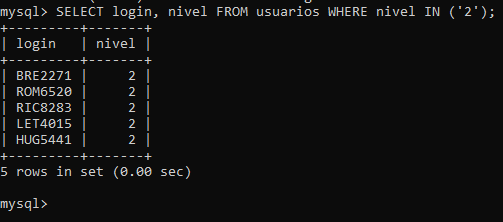 mysql> SELECT login, nivel FROM usuarios WHERE nivel IN ('2');
+---------+-------+
| login   | nivel |
+---------+-------+
| BRE2271 |     2 |
| ROM6520 |     2 |
| RIC8283 |     2 |
| LET4015 |     2 |
| HUG5441 |     2 |
+---------+-------+
5 rows in set (0.00 sec)
mysql>